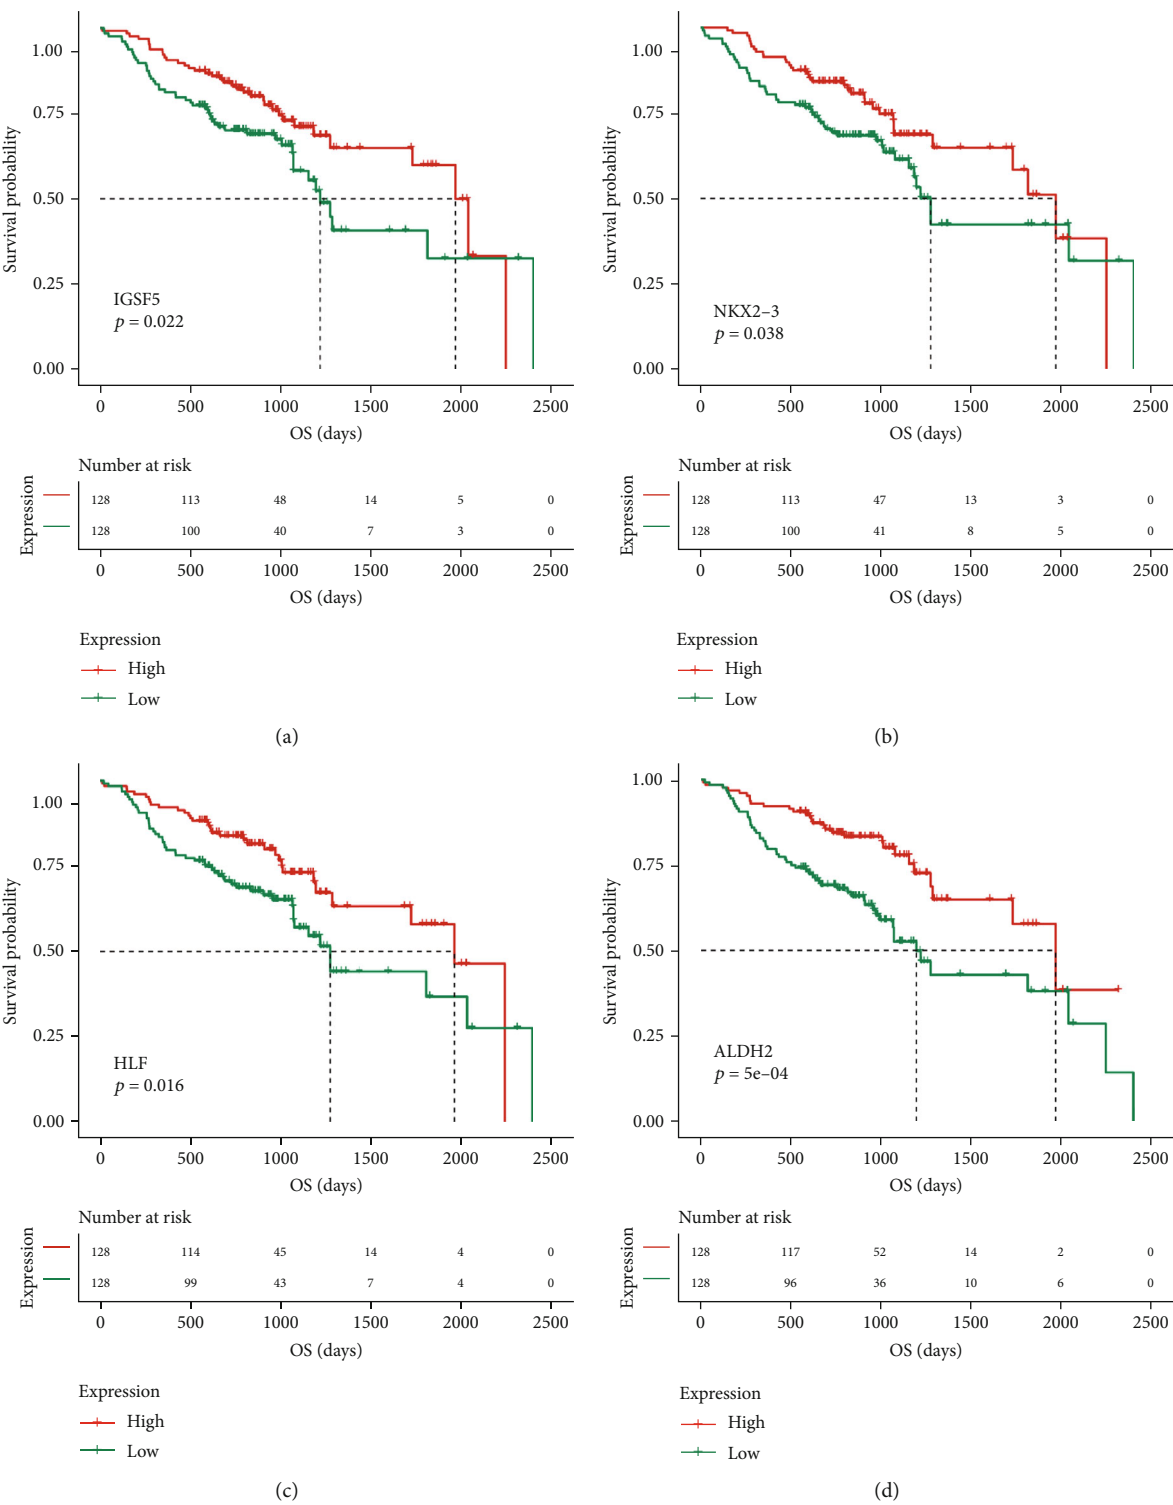 1.00
0.75
0.50
0.25
0.00
Survival probability
IGSF5
p = 0.022
0 500 1000 1500 2000 2500
OS (days)
Number at risk
Expression
128 113 48 14 5 0
128 100 40 7 3 0
0 500 1000 1500 2000 2500
OS (days)
Expression
High
Low
(a)
1.00
0.75
0.50
0.25
0.00
Survival probability
NKX2–3
p = 0.038
0 500 1000 1500 2000 2500
OS (days)
Number at risk
Expression
128 113 47 13 3 0
128 100 41 8 5 0
0 500 1000 1500 2000 2500
OS (days)
Expression
High
Low
(b)
1.00
0.75
0.50
0.25
0.00
Survival probability
HLF
p = 0.016
0 500 1000 1500 2000 2500
OS (days)
Number at risk
Expression
128 114 45 14 4 0
128 99 43 7 4 0
0 500 1000 1500 2000 2500
OS (days)
Expression
High
Low
(c)
1.00
0.75
0.50
0.25
0.00
Survival probability
ALDH2
p = 5e–04
0 500 1000 1500 2000 2500
OS (days)
Number at risk
Expression
128 117 52 14 2 0
128 96 36 10 6 0
0 500 1000 1500 2000 2500
OS (days)
Expression
High
Low
(d)